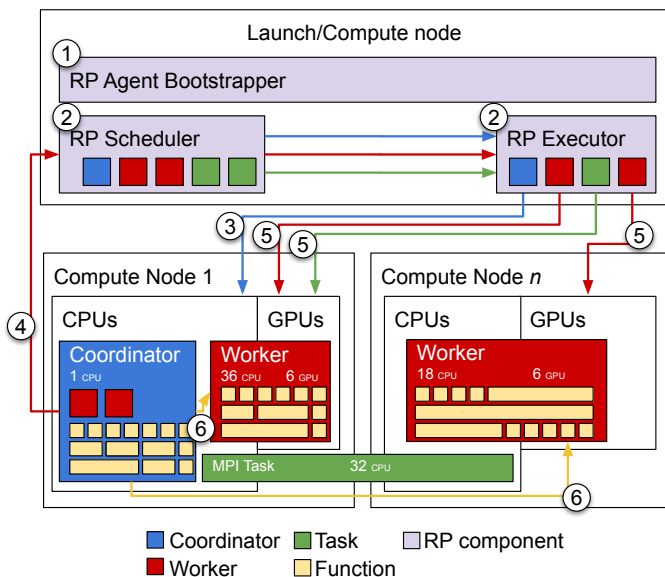 Launch/Compute node
1
RP Agent Bootstrapper
2
RP Scheduler
2
RP Executor
3
5
5
5
Compute Node 1
Compute Node n
4
CPUs
GPUs
CPUs
GPUs
Coordinator
1 CPU
Worker
36 CPU 6 GPU
Worker
18 CPU 6 GPU
6
MPI Task 32 CPU
6
Coordinator
Task
RP component
Worker
Function